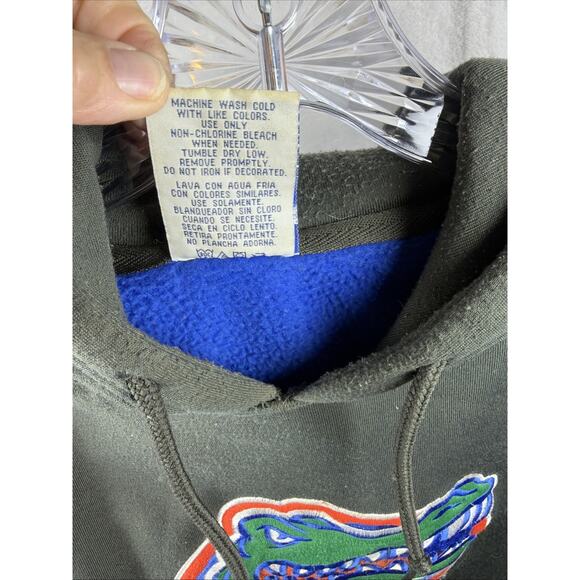 MACHINE WASH COLD
WITH LIKE COLORS.
USE ONLY
NON-CHLORINE BLEACH
WHEN NEEDED.
TUMBLE DRY LOW.
REMOVE PROMPTLY.
DO NOT IRON IF DECORATED.
LAVA CON AGUA FRIA
CON COLORES SIMILARES.
USE SOLAMENTE.
BLANQUEADOR SIN CLORO
CUANDO SE NECESITE.
SECA EN CICLO LENTO.
RETIRA PRONTAMENTE.
NO PLANCHA ADORNA.